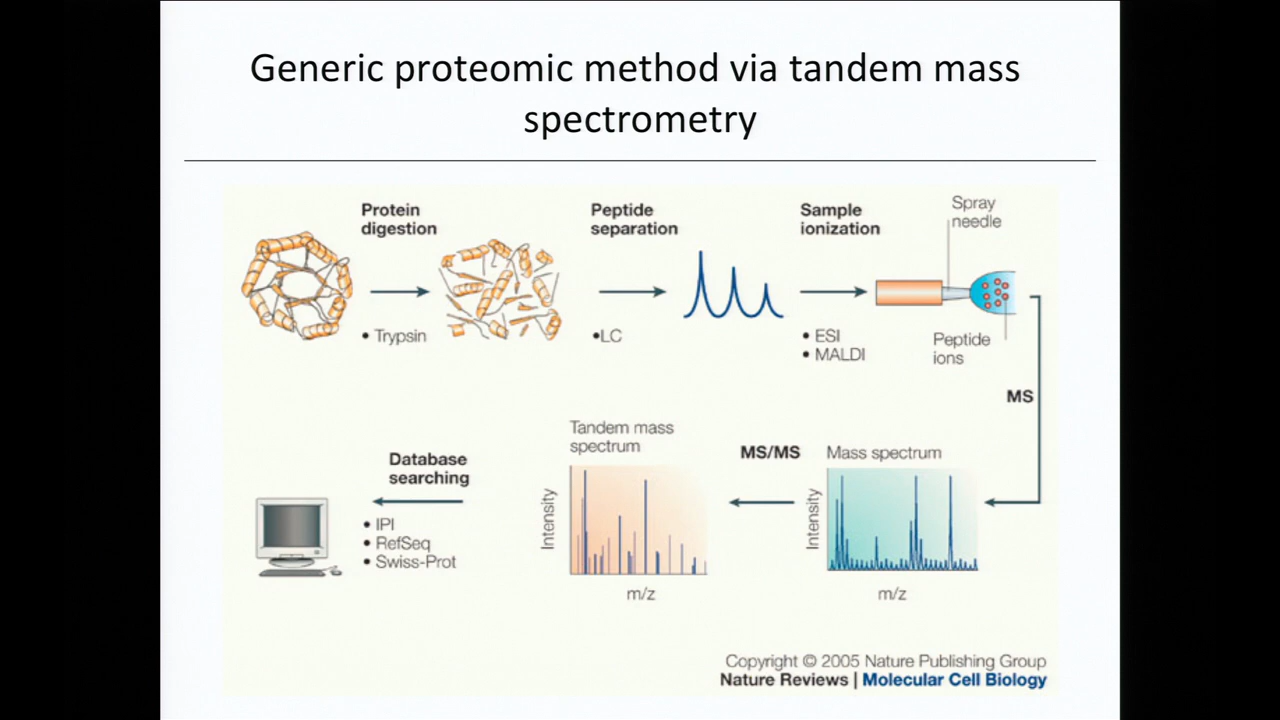 Generic proteomic method via tandem mass
spectrometry
Protein
digestion
• Trypsin
Peptide
separation
•LC
Sample
ionization
• ESI
• MALDI
Spray
needle
Peptide
ions
MS
Mass spectrum
Intensity
m/z
MS/MS
Tandem mass
spectrum
Intensity
m/z
Database
searching
• IPI
• RefSeq
• Swiss-Prot
Copyright © 2005 Nature Publishing Group
Nature Reviews | Molecular Cell Biology